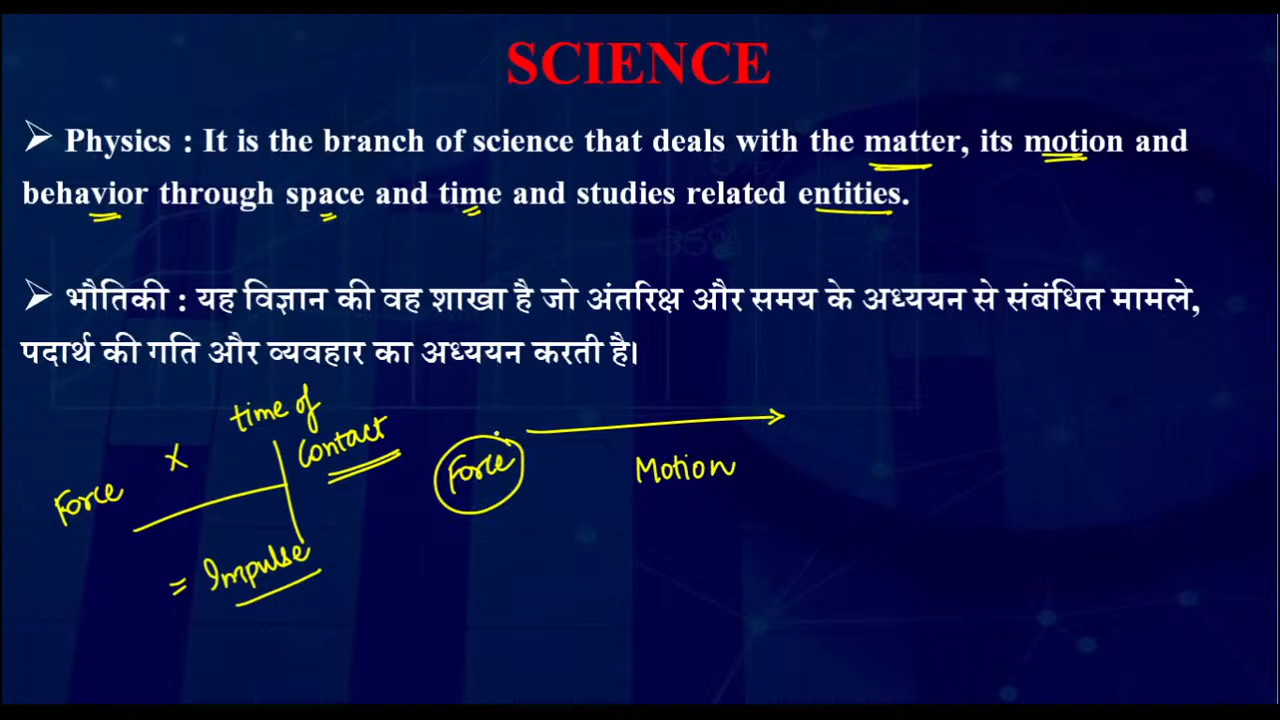 SCIENCE
➢ Physics : It is the branch of science that deals with the matter, its motion and
behavior through space and time and studies related entities.
➢ भौतिकी : यह विज्ञान की वह शाखा है जो अंतरिक्ष और समय के अध्ययन से संबंधित मामले,
पदार्थ की गति और व्यवहार का अध्ययन करती है।
Force × time of
contact
= Impulse
Force
Motion